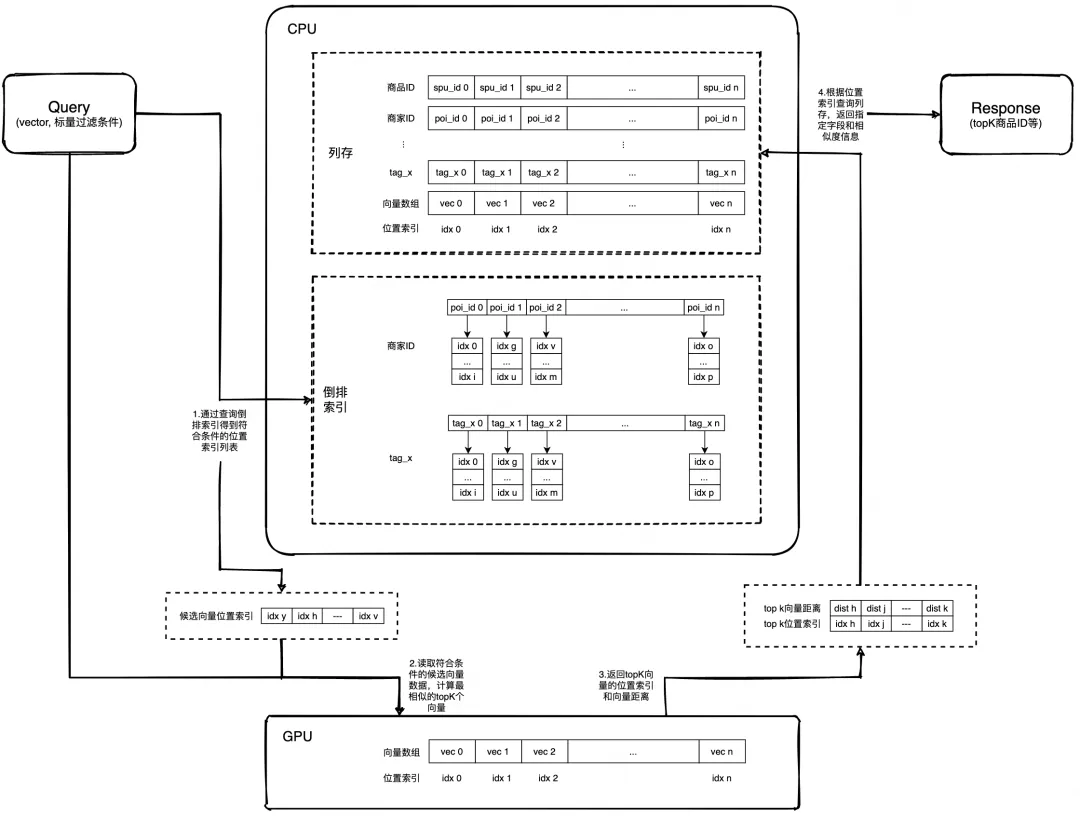 CPU
Query
(vector, 标量过滤条件)
列存
商品ID spu_id 0 spu_id 1 spu_id 2 ... spu_id n
商家ID poi_id 0 poi_id 1 poi_id 2 ... poi_id n
⋮ ⋮
tag_x tag_x 0 tag_x 1 tag_x 2 ... tag_x n
向量数组 vec 0 vec 1 vec 2 ... vec n
位置索引 idx 0 idx 1 idx 2 idx n
4.根据位置
索引查询列
存，返回指
定字段和相
似度信息
Response
(topK商品ID等)
倒排
索引
poi_id 0 poi_id 1 poi_id 2 ... poi_id n
商家ID
idx 0 idx g idx v idx o
... ... ... ...
idx i idx u idx m idx p
tag_x 0 tag_x 1 tag_x 2 ... tag_x n
tag_x
idx 0 idx g idx v idx o
... ... ... ...
idx i idx u idx m idx p
1.通过查询倒
排索引得到符
合条件的位置
索引列表
候选向量位置索引 idx y idx h --- idx v
top k向量距离 dist h dist j --- dist k
top k位置索引 idx h idx j --- idx k
2.读取符合条
件的候选向量
数据，计算最
相似的topK个
向量
3.返回topK向
量的位置索引
和向量距离
GPU
向量数组 vec 0 vec 1 vec 2 ... vec n
位置索引 idx 0 idx 1 idx 2 idx n